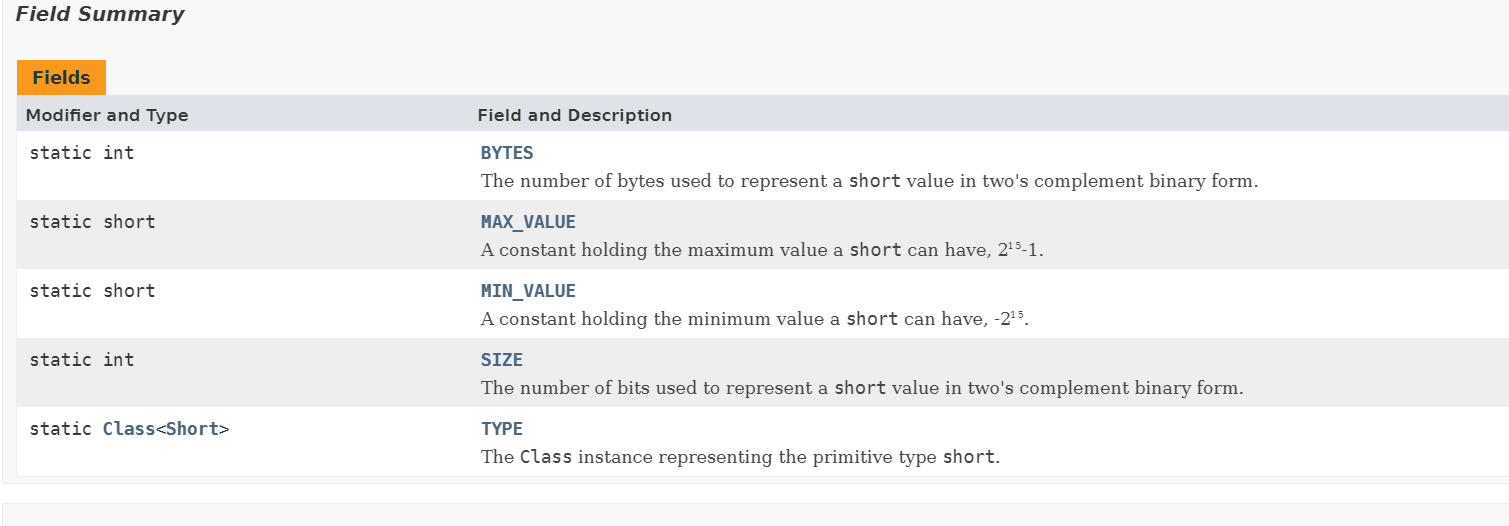 Field Summary
Fields
Modifier and Type Field and Description
static int BYTES
The number of bytes used to represent a short value in two's complement binary form.
static short MAX_VALUE
A constant holding the maximum value a short can have, 2¹⁵-1.
static short MIN_VALUE
A constant holding the minimum value a short can have, -2¹⁵.
static int SIZE
The number of bits used to represent a short value in two's complement binary form.
static Class<Short> TYPE
The Class instance representing the primitive type short.